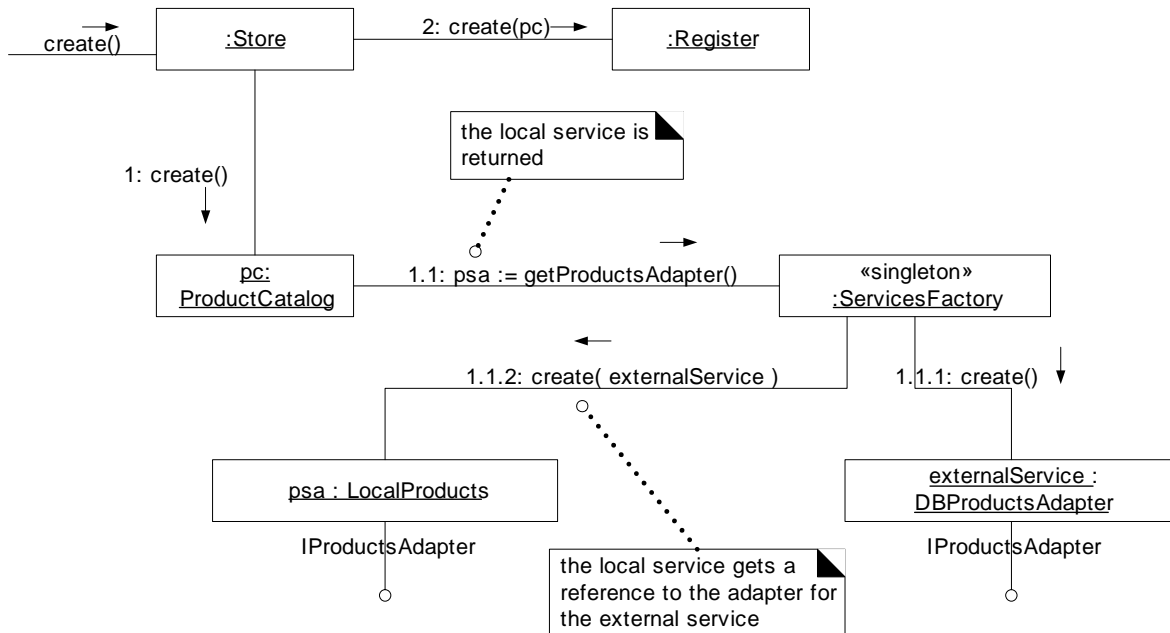 create()
:Store
2: create(pc)
:Register
the local service is
returned
1: create()
pc:
ProductCatalog
1.1: psa := getProductsAdapter()
«singleton»
:ServicesFactory
1.1.2: create( externalService )
1.1.1: create()
psa : LocalProducts
externalService :
DBProductsAdapter
IProductsAdapter
IProductsAdapter
the local service gets a
reference to the adapter for
the external service